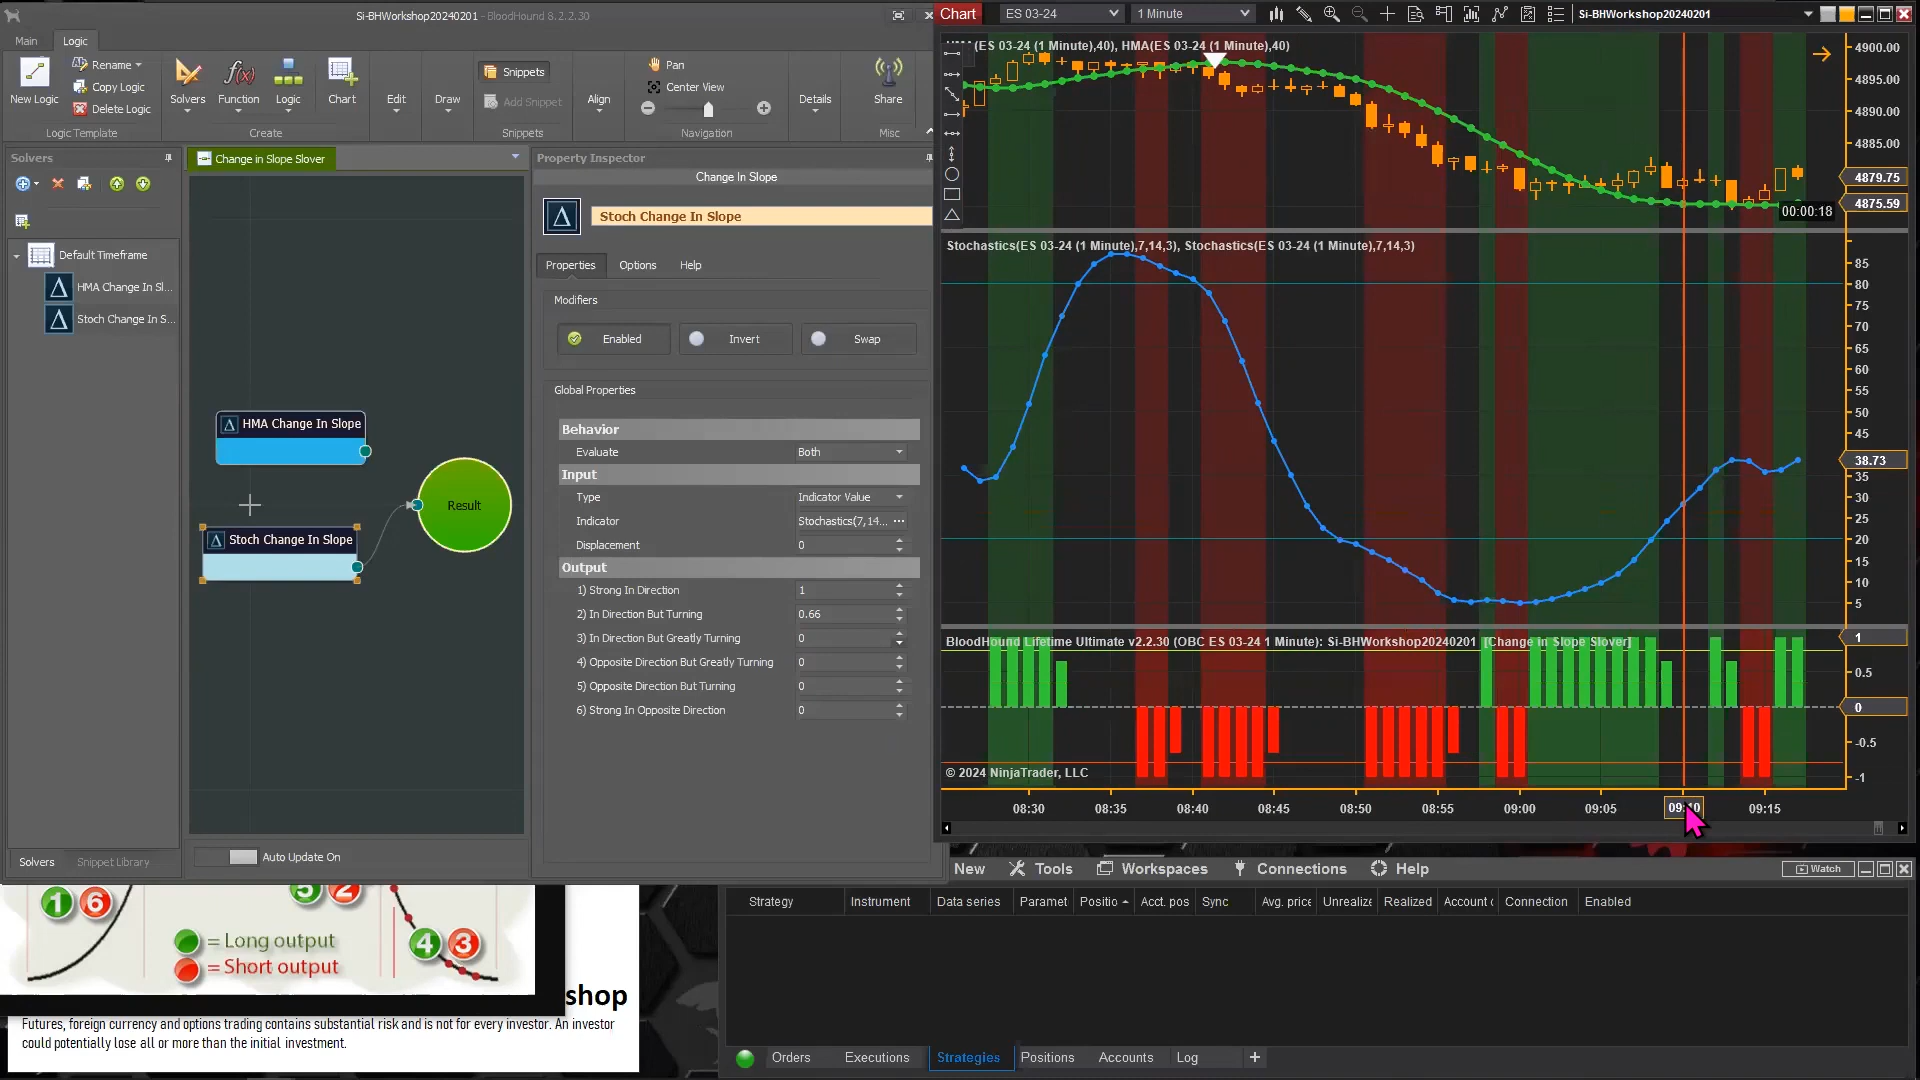 Si-BHWorkshop20240201 - BloodHound 8.2.2.30
Main
Logic
New Logic
Rename
Copy Logic
Delete Logic
Logic Template
Solvers
Function
Logic
Chart
Create
Edit
Draw
Snippets
Add Snippet
Snippets
Align
Pan
Center View
Navigation
Details
Share
Misc
Solvers
Default Timeframe
HMA Change In Sl...
Stoch Change In S...
Solvers
Snippet Library
Change in Slope Slover
HMA Change In Slope
Stoch Change In Slope
Result
Auto Update On
Property Inspector
Change In Slope
Stoch Change In Slope
Properties
Options
Help
Modifiers
Enabled
Invert
Swap
Global Properties
Behavior
Evaluate Both
Input
Type Indicator Value
Indicator Stochastics(7,14... ···
Displacement 0
Output
1) Strong In Direction 1
2) In Direction But Turning 0.66
3) In Direction But Greatly Turning 0
4) Opposite Direction But Greatly Turning 0
5) Opposite Direction But Turning 0
6) Strong In Opposite Direction 0
Chart
ES 03-24
1 Minute
Si-BHWorkshop20240201
(ES 03-24 (1 Minute),40), HMA(ES 03-24 (1 Minute),40)
4900.00
4895.00
4890.00
4885.00
4879.75
4875.59
00:00:18
Stochastics(ES 03-24 (1 Minute),7,14,3), Stochastics(ES 03-24 (1 Minute),7,14,3)
85
80
75
70
65
60
55
50
45
38.73
35
30
25
20
15
10
5
BloodHound Lifetime Ultimate v2.2.30 (OBC ES 03-24 1 Minute): Si-BHWorkshop20240201 [Change in Slope Slover]
1
0.5
0
-0.5
-1
© 2024 NinjaTrader, LLC
08:30
08:35
08:40
08:45
08:50
08:55
09:00
09:05
09:10
09:15
New
Tools
Workspaces
Connections
Help
Watch
Strategy
Instrument
Data series
Paramet
Positio
Acct. pos
Sync
Avg. price
Unrealize
Realized
Account
Connection
Enabled
Orders
Executions
Strategies
Positions
Accounts
Log
+
1 6
5 2
4 3
= Long output
= Short output
shop
Futures, foreign currency and options trading contains substantial risk and is not for every investor. An investor
could potentially lose all or more than the initial investment.